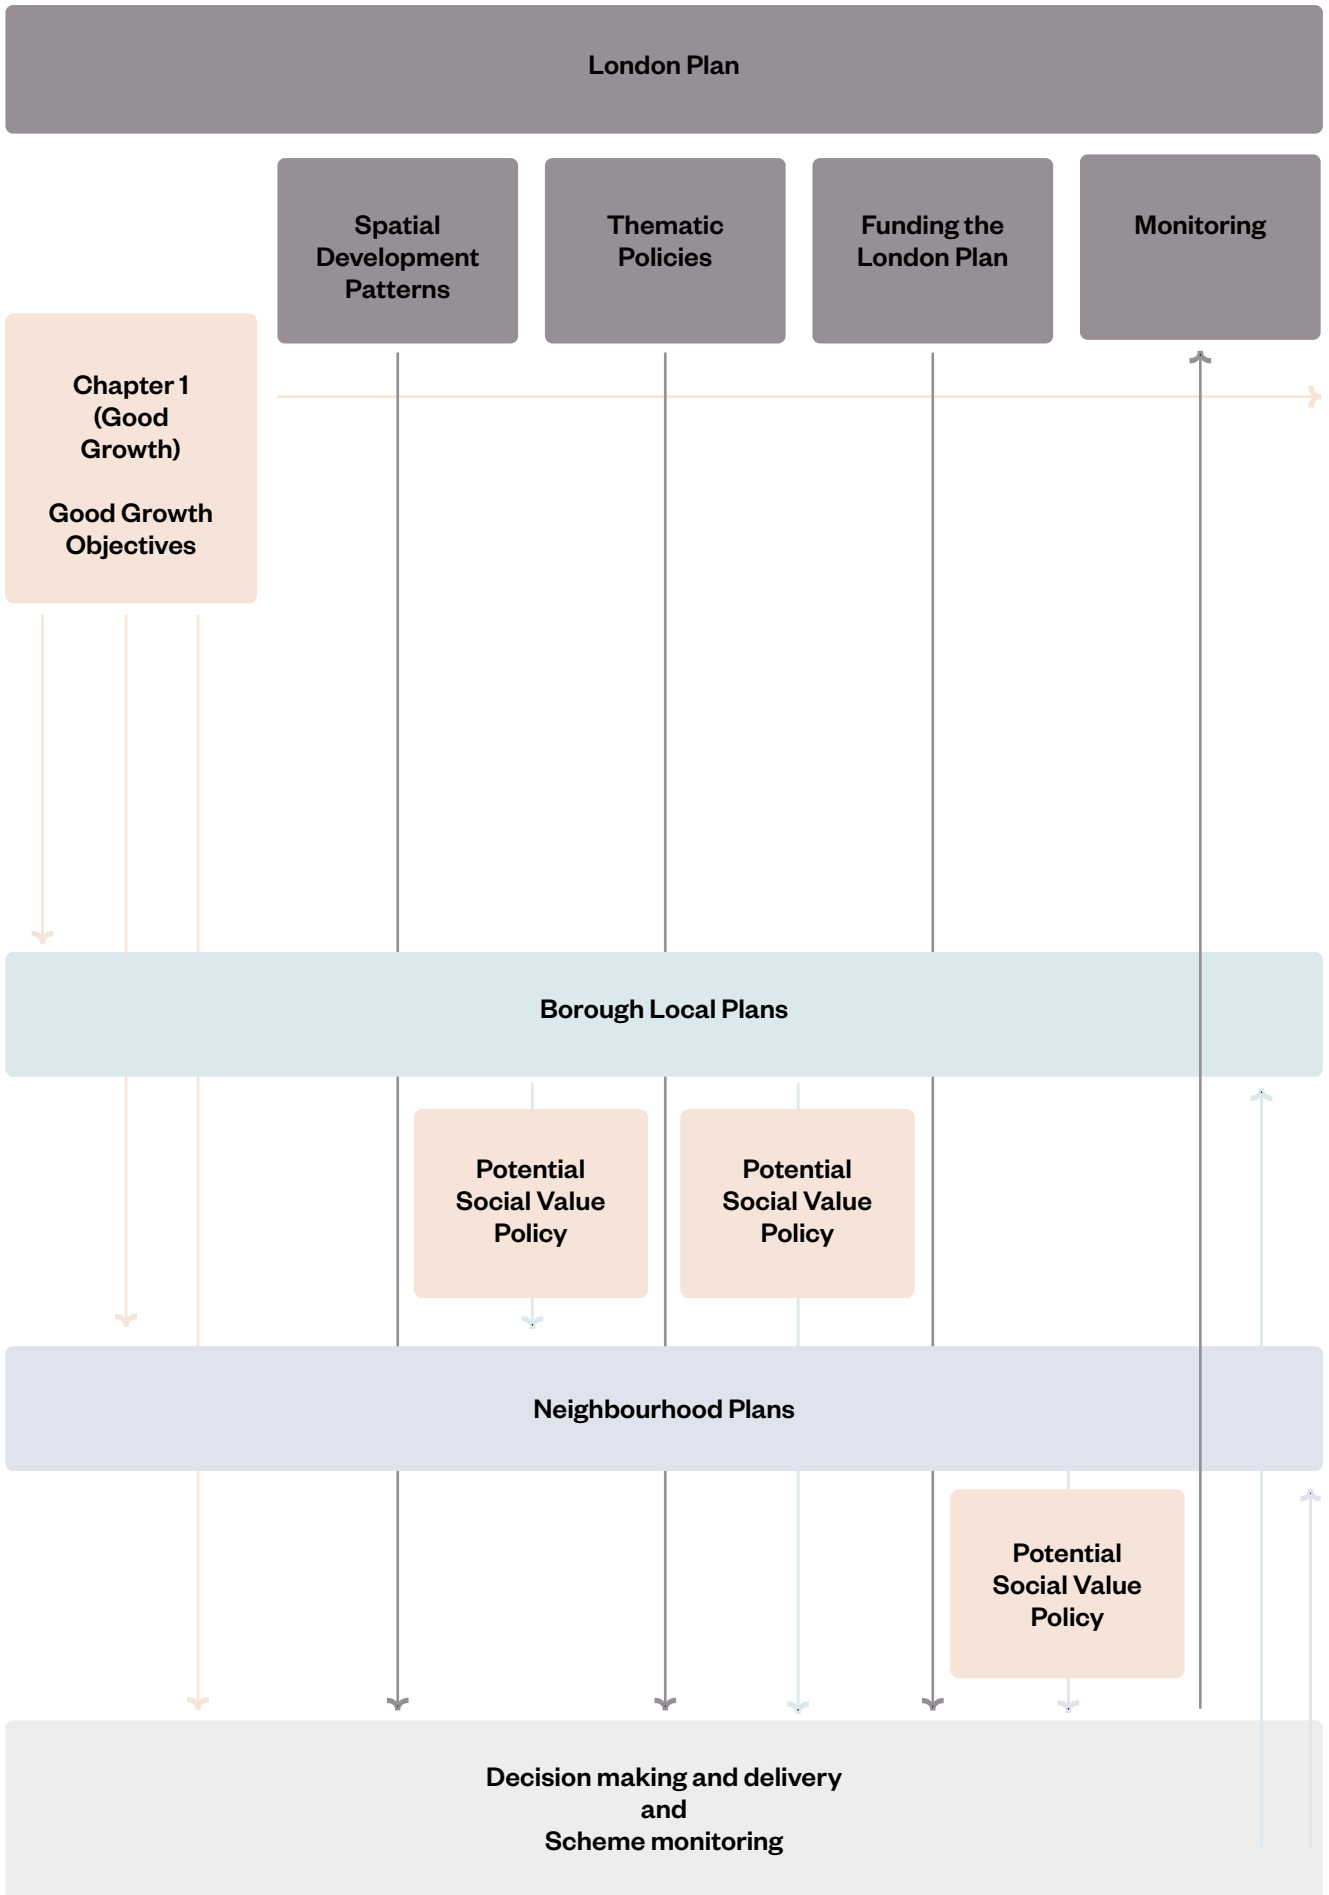 London Plan
Spatial
Development
Patterns
Thematic
Policies
Funding the
London Plan
Monitoring
Chapter 1
(Good
Growth)
Good Growth
Objectives
Borough Local Plans
Potential
Social Value
Policy
Potential
Social Value
Policy
Neighbourhood Plans
Potential
Social Value
Policy
Decision making and delivery
and
Scheme monitoring